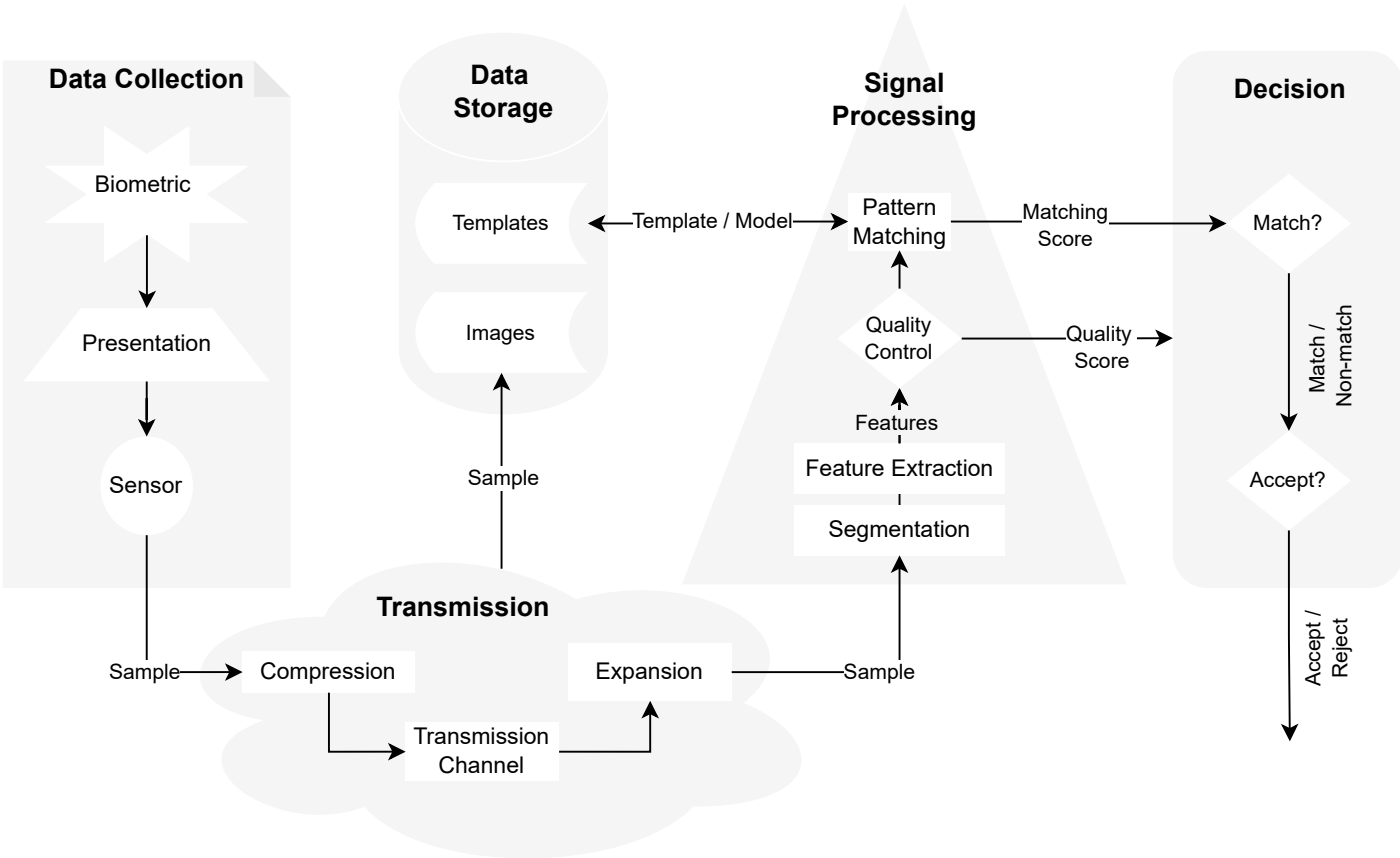 Data Collection
Biometric
Presentation
Sensor
Sample
Data
Storage
Templates
Images
Sample
Transmission
Compression
Transmission
Channel
Expansion
Sample
Signal
Processing
Template / Model
Pattern
Matching
Quality
Control
Features
Feature Extraction
Segmentation
Matching
Score
Quality
Score
Decision
Match?
Match /
Non-match
Accept?
Accept /
Reject